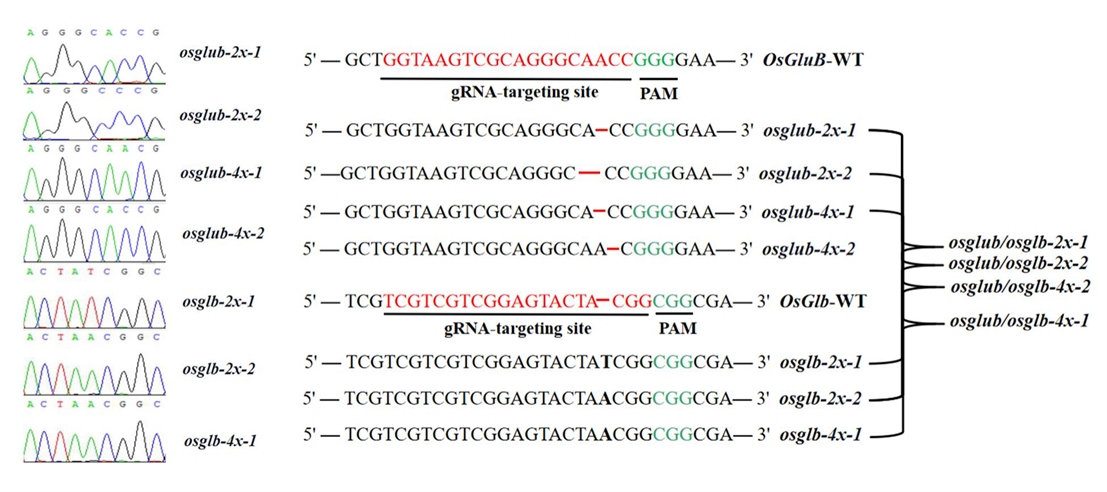 A G G G C A C C G
osglub-2x-1
A G G G C C C G
osglub-2x-2
A G G G C A A C G
osglub-4x-1
A G G G C A C C G
osglub-4x-2
A C T A T C G G C
osglb-2x-1
A C T A A C G G C
osglb-2x-2
A C T A A C G G C
osglb-4x-1
5' — GCTGGTAAGTCGCAGGGCAACCGGGGAA— 3' OsGluB-WT
gRNA-targeting site PAM
5' — GCTGGTAAGTCGCAGGGCA–CCGGGGAA— 3' osglub-2x-1
5' —GCTGGTAAGTCGCAGGGC — CCGGGGAA— 3' osglub-2x-2
5' — GCTGGTAAGTCGCAGGGCA–CCGGGGAA— 3' osglub-4x-1
5' — GCTGGTAAGTCGCAGGGCAA–CGGGGAA— 3' osglub-4x-2
5' — TCGTCGTCGTCGGAGTACTA–CGGCGGCGA— 3' OsGlb-WT
gRNA-targeting site PAM
5' — TCGTCGTCGTCGGAGTACTATCGGCGGCGA— 3' osglb-2x-1
5' — TCGTCGTCGTCGGAGTACTAACGGCGGCGA— 3' osglb-2x-2
5' — TCGTCGTCGTCGGAGTACTAACGGCGGCGA— 3' osglb-4x-1
osglub/osglb-2x-1
osglub/osglb-2x-2
osglub/osglb-4x-2
osglub/osglb-4x-1